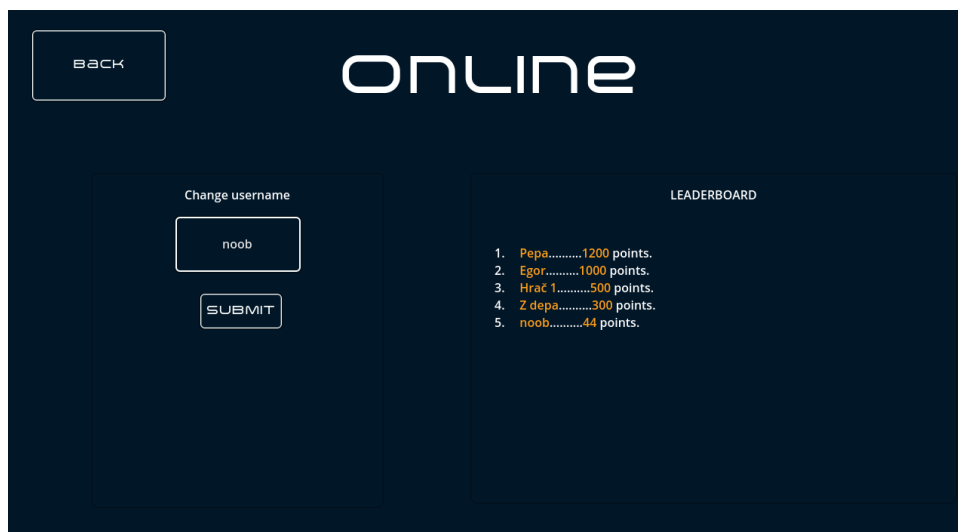 Back
Online
Change username
noob
SUBMIT
LEADERBOARD
1. Pepa..........1200 points.
2. Egor..........1000 points.
3. Hrač 1..........500 points.
4. Z depa..........300 points.
5. noob..........44 points.